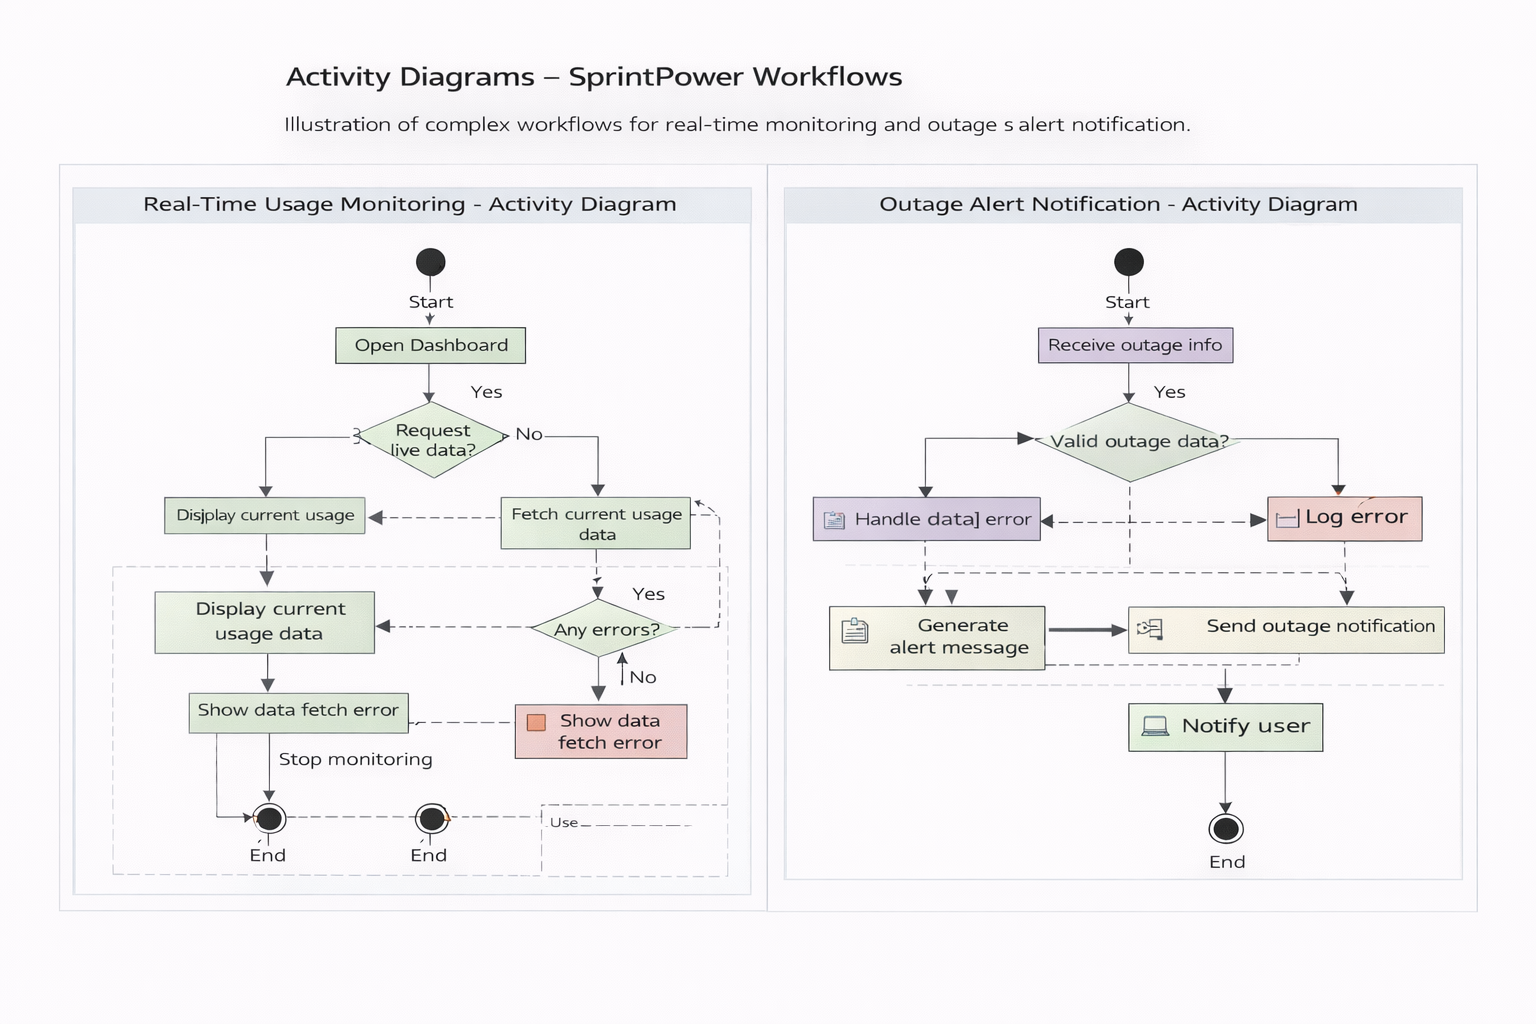 Activity Diagrams – SprintPower Workflows
Illustration of complex workflows for real-time monitoring and outage s alert notification.
Real-Time Usage Monitoring - Activity Diagram
Start
Open Dashboard
Yes
Request
live data?
No
Disjplay current usage
Fetch current usage
data
Yes
Display current
usage data
Any errors?
No
Show data fetch error
Show data
fetch error
Stop monitoring
Use
End
End
Outage Alert Notification - Activity Diagram
Start
Receive outage info
Yes
Valid outage data?
Handle data] error
Log error
Generate
alert message
Send outage notification
Notify user
End